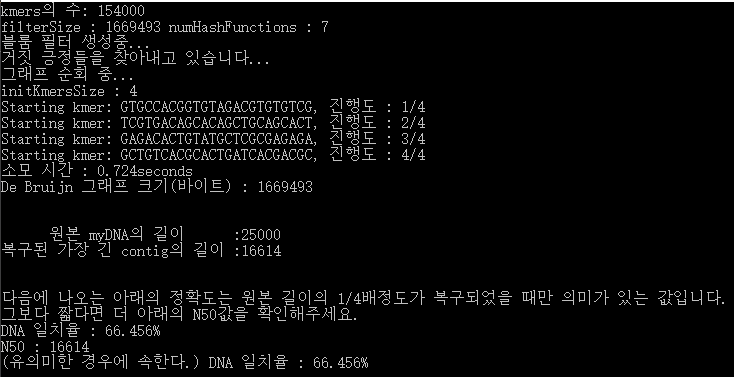 kmers의 수: 154000
filterSize : 1669493 numHashFunctions : 7
블룸 필터 생성중...
거짓 긍정들을 찾아내고 있습니다...
그래프 순회 중...
initKmersSize : 4
Starting kmer: GTGCCACGGTGTAGACGTGTGTCG, 진행도 : 1/4
Starting kmer: TCGTGACAGCACAGCTGCAGCACT, 진행도 : 2/4
Starting kmer: GAGACACTGTATGCTCGCGAGAGA, 진행도 : 3/4
Starting kmer: GCTGTCACGCACTGATCACGACGC, 진행도 : 4/4
소모 시간 : 0.724seconds
De Bruijn 그래프 크기(바이트) : 1669493
원본 myDNA의 길이 :25000
복구된 가장 긴 contig의 길이 :16614
다음에 나오는 아래의 정확도는 원본 길이의 1/4배정도가 복구되었을 때만 의미가 있는 값입니다.
그보다 짧다면 더 아래의 N50값을 확인해주세요.
DNA 일치율 : 66.456%
N50 : 16614
(유의미한 경우에 속한다.) DNA 일치율 : 66.456%